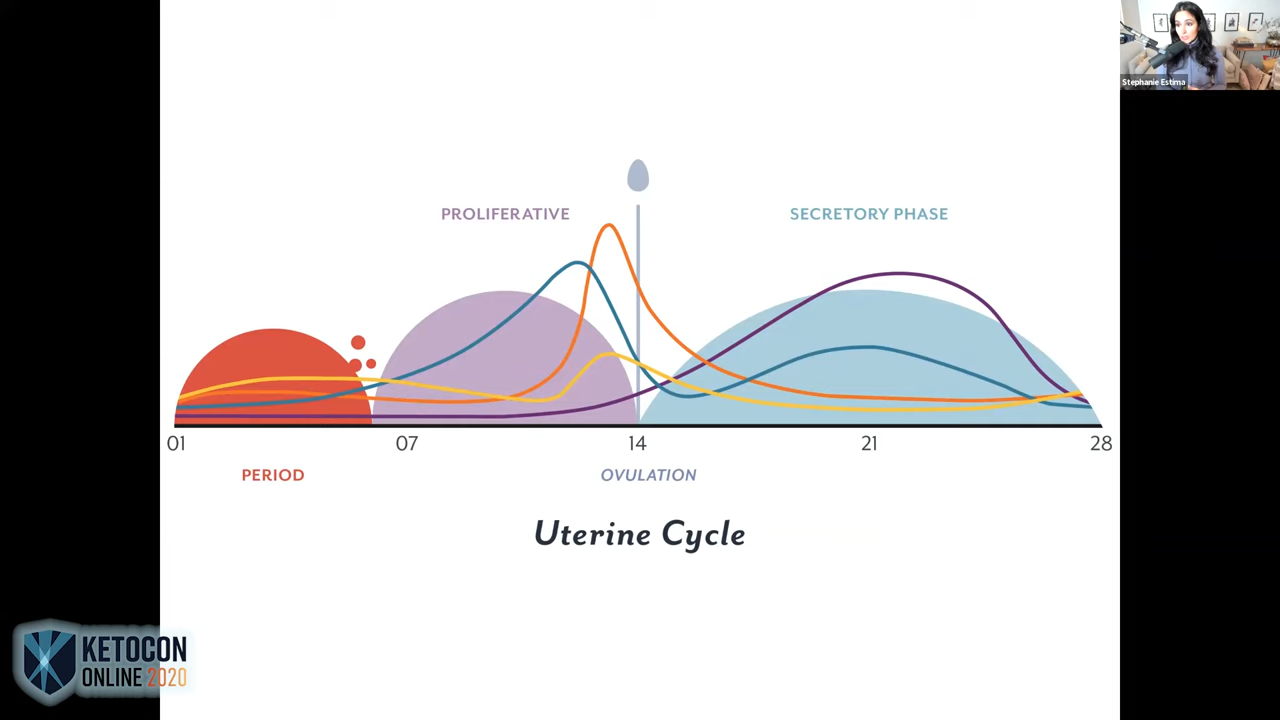 Stephanie Estima
PROLIFERATIVE
SECRETORY PHASE
01
07
14
21
28
PERIOD
OVULATION
Uterine Cycle
KETOCON
ONLINE 2020